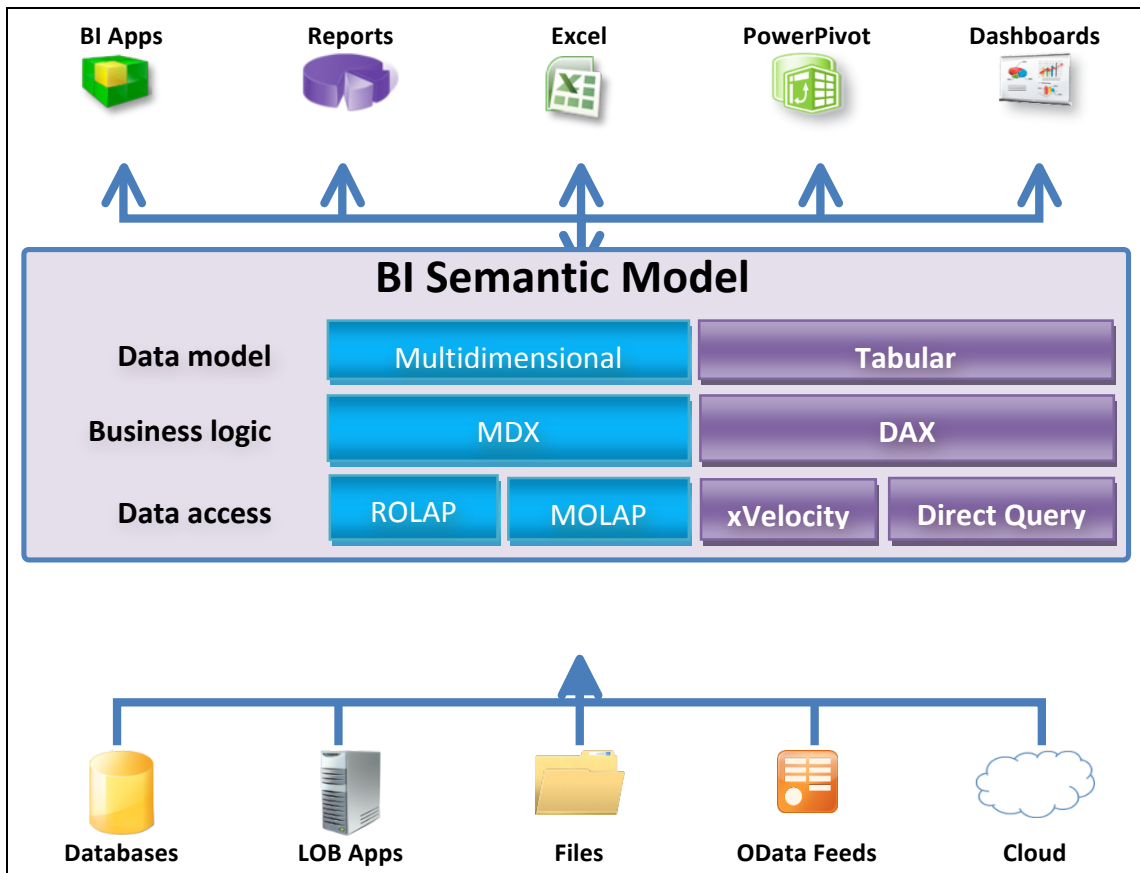 BI Apps Reports Excel PowerPivot Dashboards
BI Semantic Model
Data model Multidimensional Tabular
Business logic MDX DAX
Data access ROLAP MOLAP xVelocity Direct Query
Databases LOB Apps Files OData Feeds Cloud